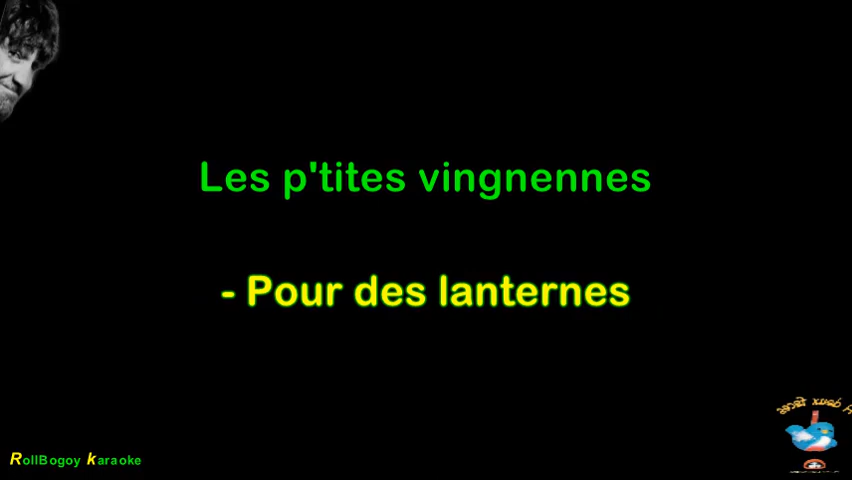 Les p'tites vingnennes
- Pour des lanternes
RollBogoy karaoke